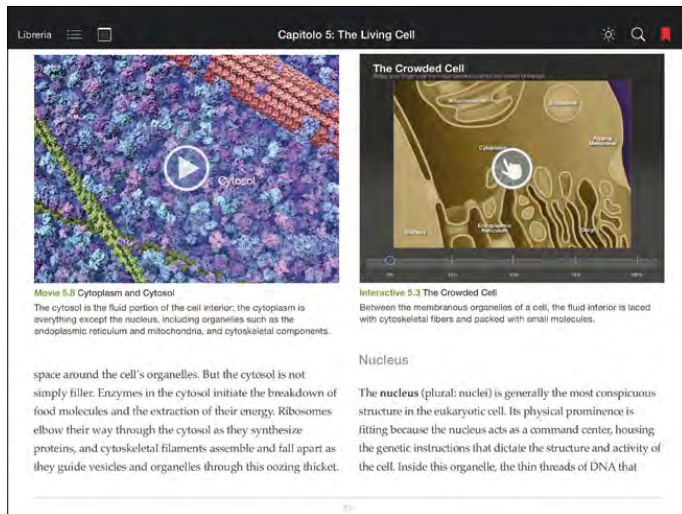 Libreria
Capitolo 5: The Living Cell
Cytosol
Movie 5.8 Cytoplasm and Cytosol
The cytosol is the fluid portion of the cell interior; the cytoplasm is
everything except the nucleus, including organelles such as the
endoplasmic reticulum and mitochondria, and cytoskeletal components.
space around the cell's organelles. But the cytosol is not
simply filler. Enzymes in the cytosol initiate the breakdown of
food molecules and the extraction of their energy. Ribosomes
elbow their way through the cytosol as they synthesize
proteins, and cytoskeletal filaments assemble and fall apart as
they guide vesicles and organelles through this oozing thicket.
The Crowded Cell
Mitochondrion
Plasma
Membrane
Cytoplasm
Nucleus
Endoplasmic
Reticulum
Golgi
0%
25%
50%
75%
100%
Interactive 5.3 The Crowded Cell
Between the membranous organelles of a cell, the fluid interior is laced
with cytoskeletal fibers and packed with small molecules.
Nucleus
The nucleus (plural: nuclei) is generally the most conspicuous
structure in the eukaryotic cell. Its physical prominence is
fitting because the nucleus acts as a command center, housing
the genetic instructions that dictate the structure and activity of
the cell. Inside this organelle, the thin threads of DNA that